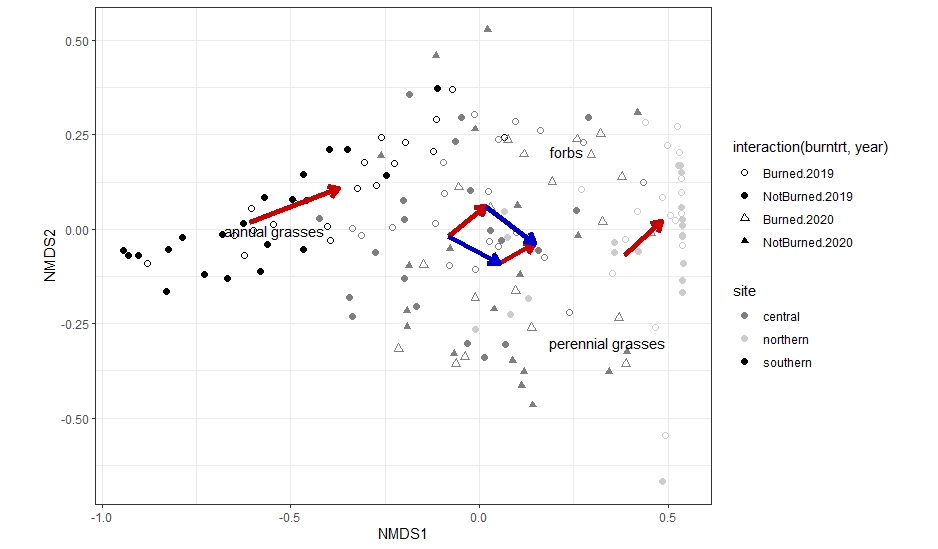 0.50
0.25
0.00
-0.25
-0.50
NMDS2
forbs
annual grasses
perennial grasses
-1.0 -0.5 0.0 0.5
NMDS1
interaction(burntrt, year)
Burned.2019
NotBurned.2019
Burned.2020
NotBurned.2020
site
central
northern
southern